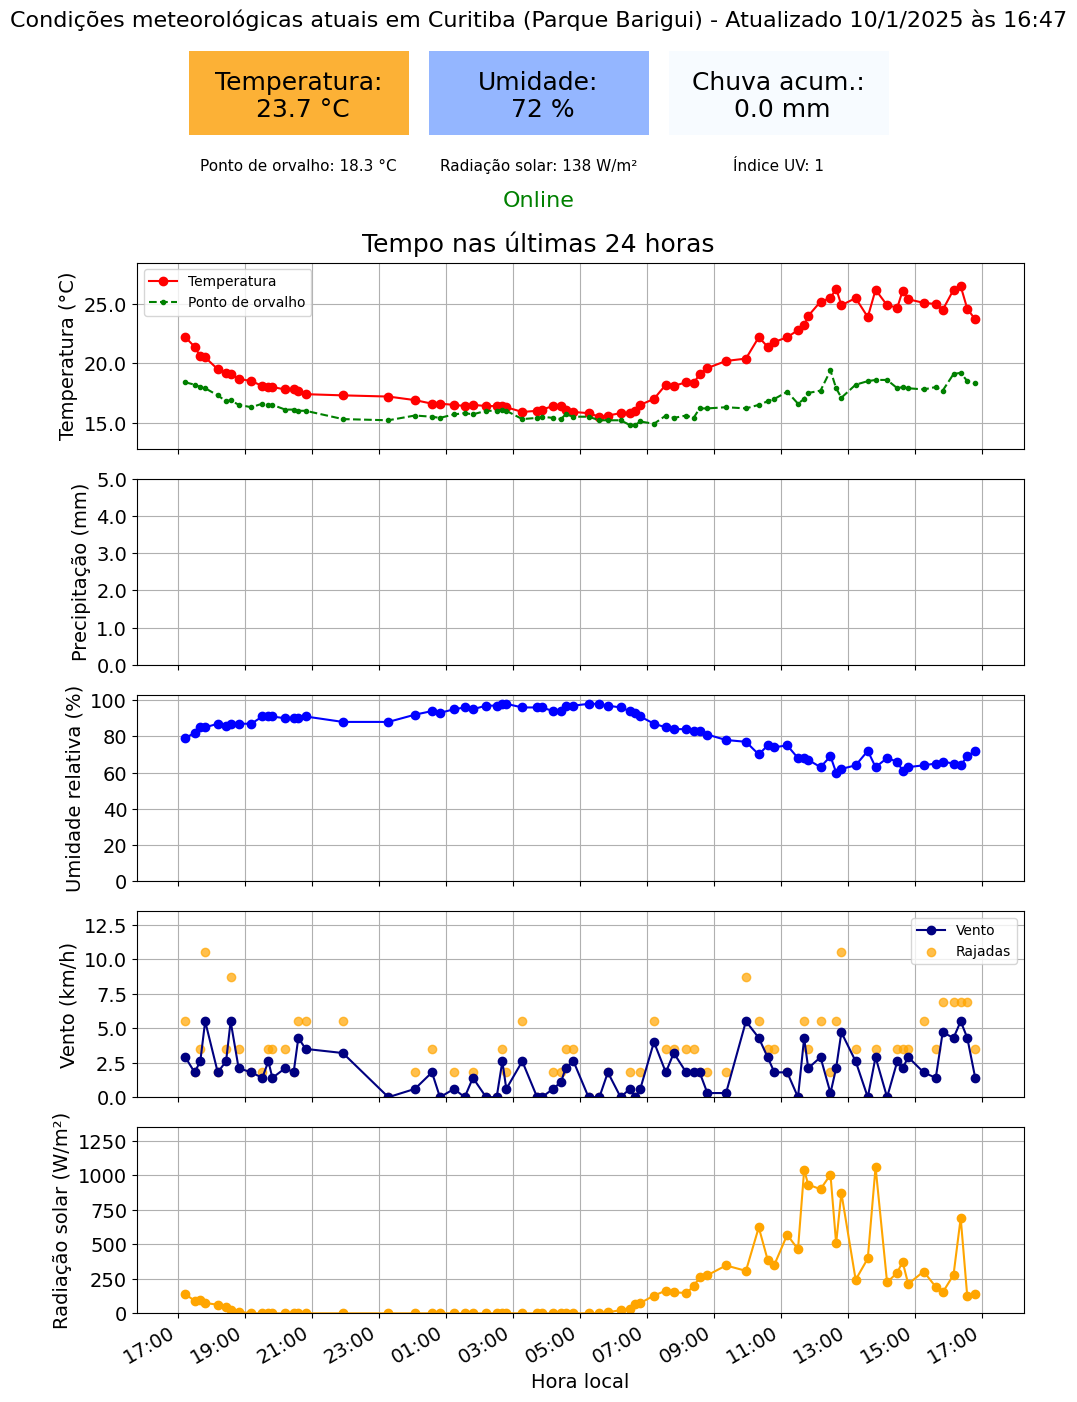 Condições meteorológicas atuais em Curitiba (Parque Barigui) - Atualizado 10/1/2025 às 16:47
Temperatura:
23.7 °C
Umidade:
72 %
Chuva acum.:
0.0 mm
Ponto de orvalho: 18.3 °C
Radiação solar: 138 W/m²
Índice UV: 1
Online
Tempo nas últimas 24 horas
Temperatura (°C)
25.0
20.0
15.0
Temperatura
Ponto de orvalho
Precipitação (mm)
5.0
4.0
3.0
2.0
1.0
0.0
Umidade relativa (%)
100
80
60
40
20
0
Vento (km/h)
12.5
10.0
7.5
5.0
2.5
0.0
Vento
Rajadas
Radiação solar (W/m²)
1250
1000
750
500
250
0
17:00
19:00
21:00
23:00
01:00
03:00
05:00
07:00
09:00
11:00
13:00
15:00
17:00
Hora local